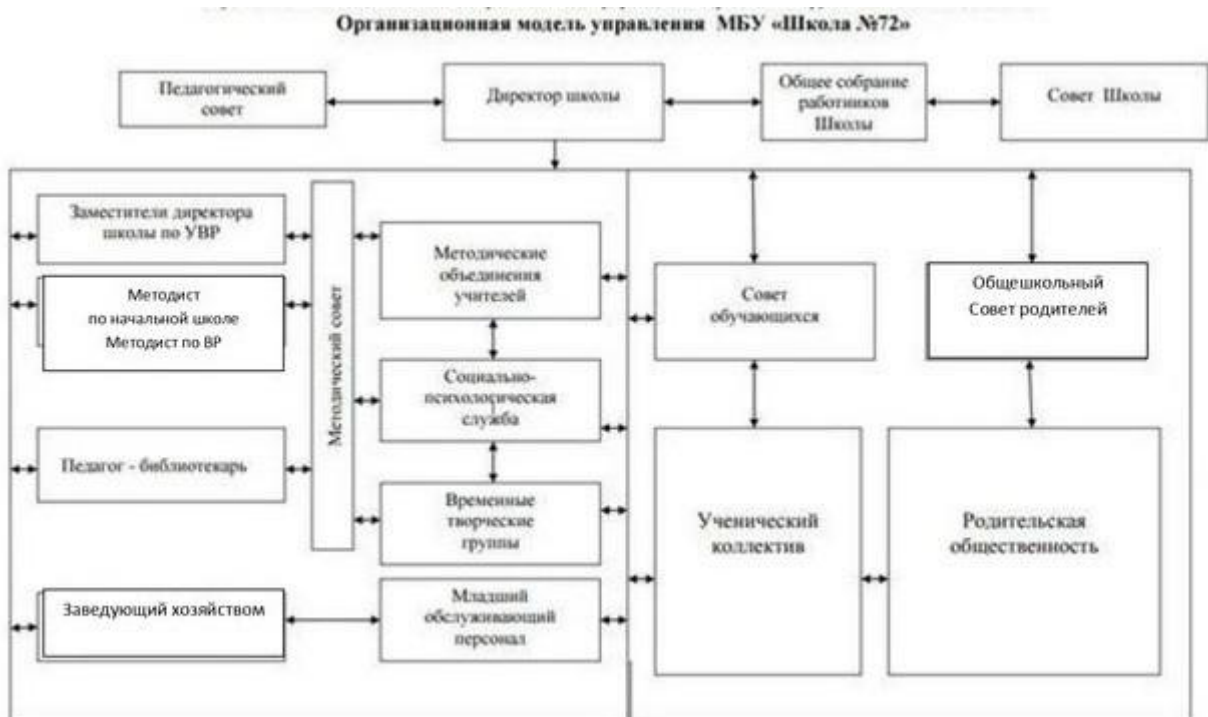 Организационная модель управления МБУ «Школа №72»
Педагогический
совет
Директор школы
Общее собрание
работников
Школы
Совет Школы
Заместители директора
школы по УВР
Методист
по начальной школе
Методист по ВР
Педагог - библиотекарь
Заведующий хозяйством
Методический совет
Методические
объединения
учителей
Социально-
психологическая
служба
Временные
творческие
группы
Младший
обслуживающий
персонал
Совет
обучающихся
Общешкольный
Совет родителей
Ученический
коллектив
Родительская
общественность